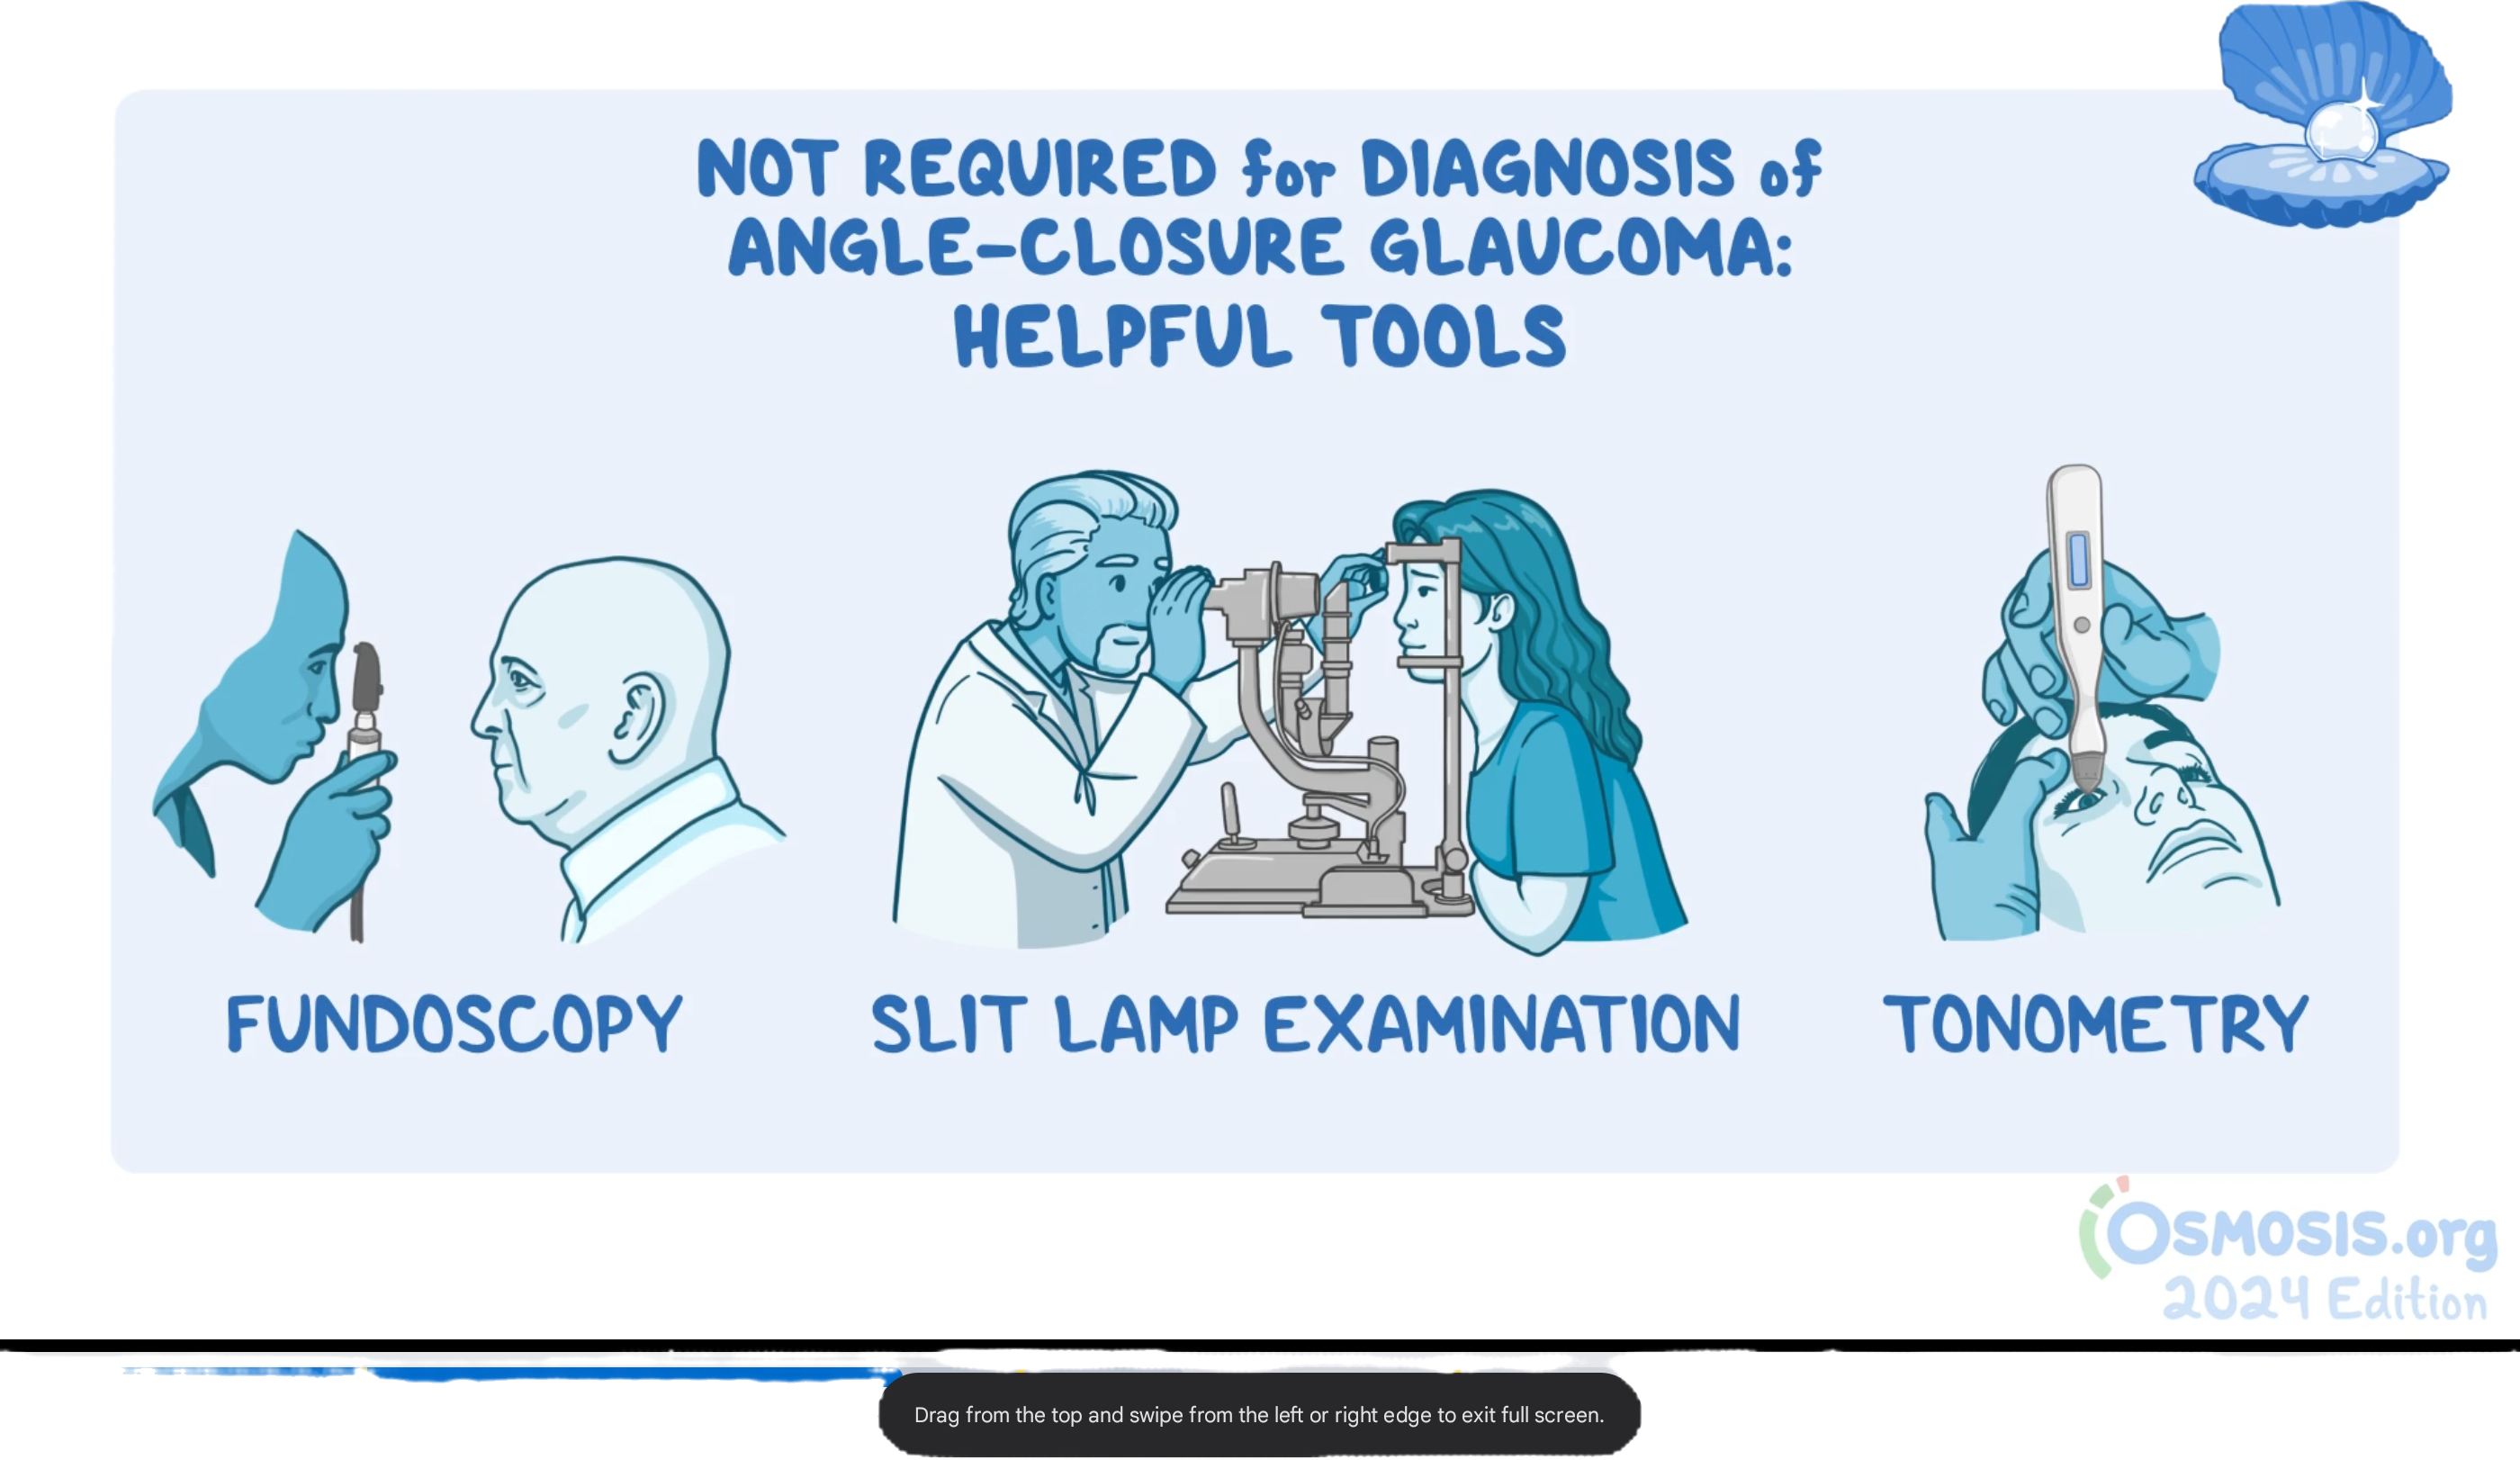 NOT REQUIRED for DIAGNOSIS of
ANGLE-CLOSURE GLAUCOMA:
HELPFUL TOOLS
FUNDOSCOPY
SLIT LAMP EXAMINATION
TONOMETRY
OSMOSIS.org
2024 Edition
Drag from the top and swipe from the left or right edge to exit full screen.